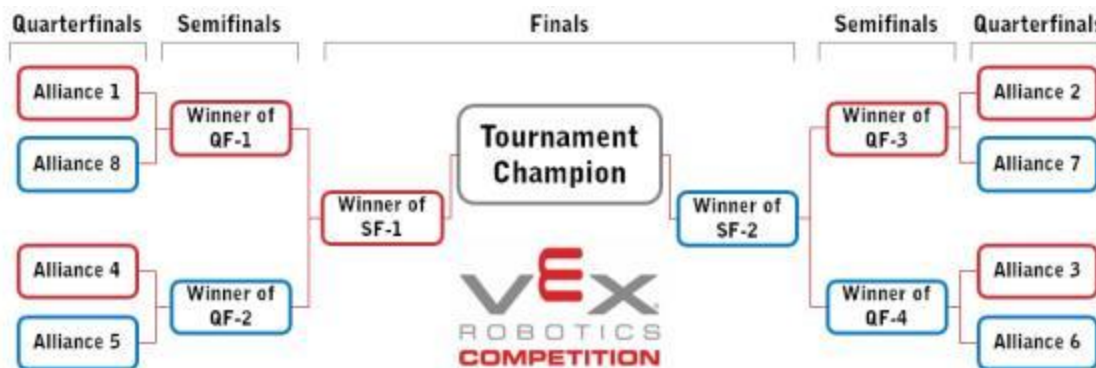 Quarterfinals
Semifinals
Finals
Semifinals
Quarterfinals
Alliance 1
Alliance 8
Alliance 4
Alliance 5
Winner of
QF-1
Winner of
QF-2
Winner of
SF-1
Tournament
Champion
Winner of
SF-2
Winner of
QF-3
Winner of
QF-4
Alliance 2
Alliance 7
Alliance 3
Alliance 6
VEX
ROBOTICS
COMPETITION